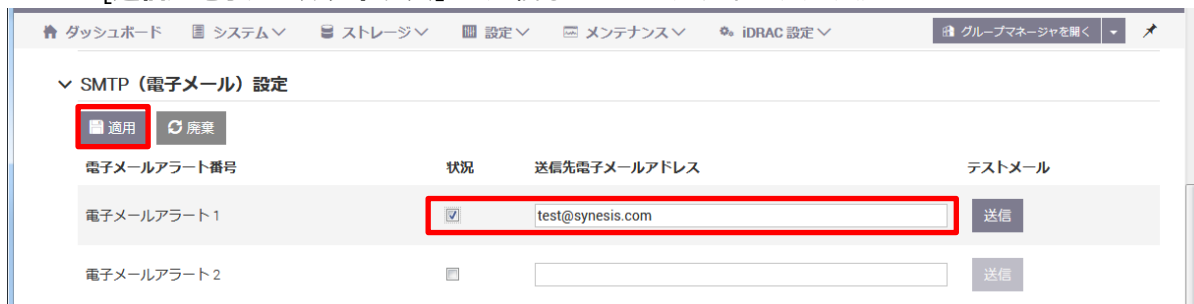 ダッシュボード システム ストレージ 設定 メンテナンス iDRAC 設定 グループマネージャを開く
SMTP（電子メール）設定
適用 廃棄
電子メールアラート番号 状況 送信先電子メールアドレス テストメール
電子メールアラート 1 test@synesis.com 送信
電子メールアラート 2 送信